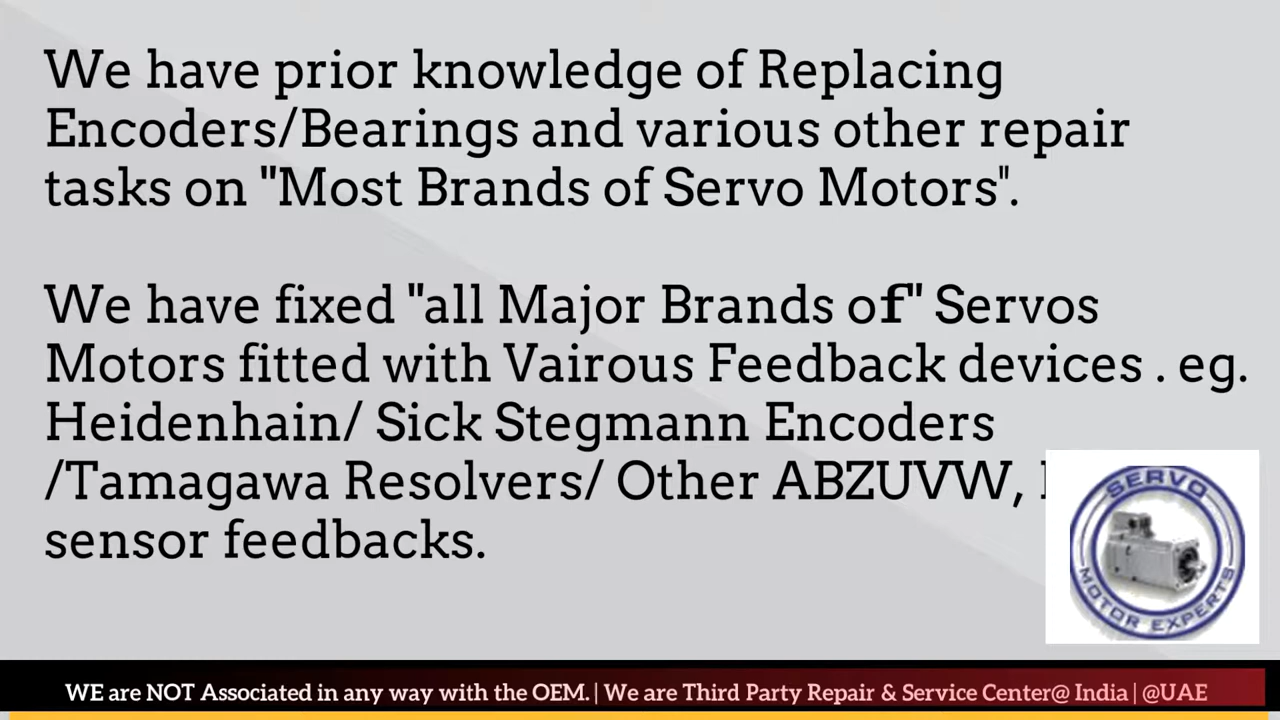 We have prior knowledge of Replacing
Encoders/Bearings and various other repair
tasks on "Most Brands of Servo Motors".
We have fixed "all Major Brands of" Servos
Motors fitted with Vairous Feedback devices . eg.
Heidenhain/ Sick Stegmann Encoders
/Tamagawa Resolvers/ Other ABZUVW,
sensor feedbacks.
SERVO
MOTOR EXPERTS
WE are NOT Associated in any way with the OEM. | We are Third Party Repair & Service Center@ India | @UAE